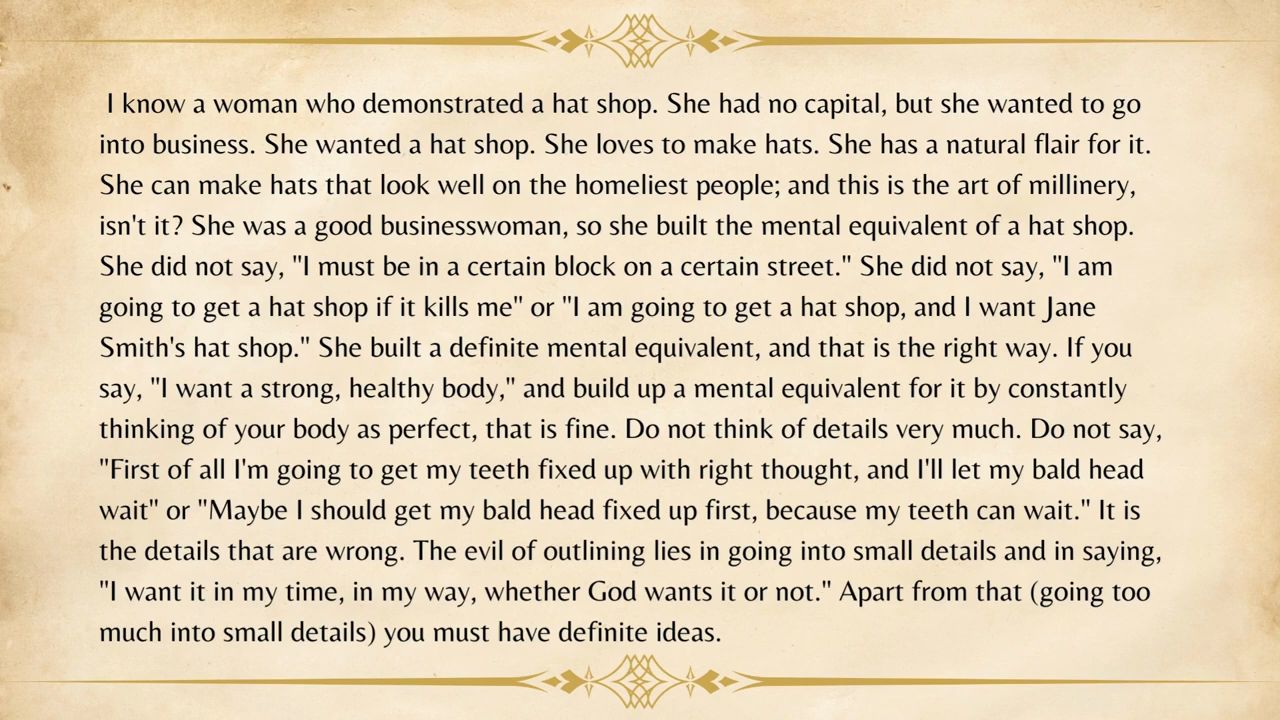 I know a woman who demonstrated a hat shop. She had no capital, but she wanted to go
into business. She wanted a hat shop. She loves to make hats. She has a natural flair for it.
She can make hats that look well on the homeliest people; and this is the art of millinery,
isn't it? She was a good businesswoman, so she built the mental equivalent of a hat shop.
She did not say, "I must be in a certain block on a certain street." She did not say, "I am
going to get a hat shop if it kills me" or "I am going to get a hat shop, and I want Jane
Smith's hat shop." She built a definite mental equivalent, and that is the right way. If you
say, "I want a strong, healthy body," and build up a mental equivalent for it by constantly
thinking of your body as perfect, that is fine. Do not think of details very much. Do not say,
"First of all I'm going to get my teeth fixed up with right thought, and I'll let my bald head
wait" or "Maybe I should get my bald head fixed up first, because my teeth can wait." It is
the details that are wrong. The evil of outlining lies in going into small details and in saying,
"I want it in my time, in my way, whether God wants it or not." Apart from that (going too
much into small details) you must have definite ideas.